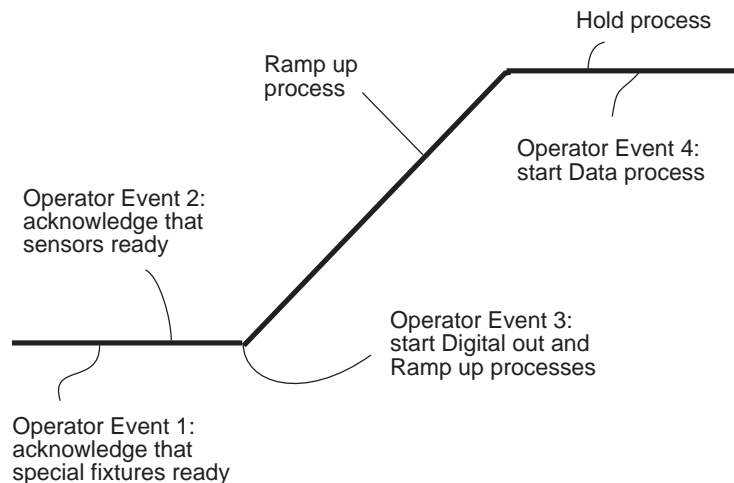 Hold process
Ramp up
process
Operator Event 4:
start Data process
Operator Event 2:
acknowledge that
sensors ready
Operator Event 3:
start Digital out and
Ramp up processes
Operator Event 1:
acknowledge that
special fixtures ready